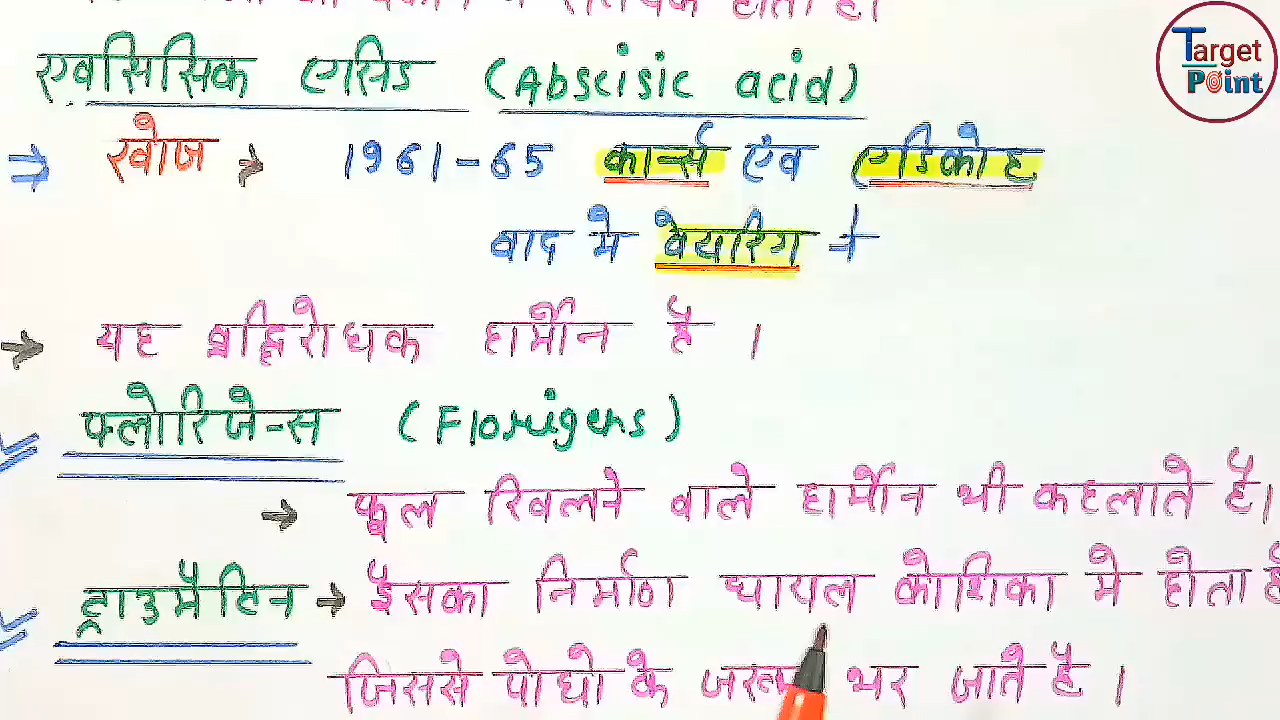 होता है।
Target
Point
एबसिसिक एसिड (Abscisic acid)
⇒ खोज → 1961-65 कार्न्स एंव एडिकोट
बाद मे वेयरिंग ने
→ यह वृद्धिरोधक हार्मोन है ।
फ्लोरिजेन्स (Florigens)
→ फूल खिलने वाले हार्मोन भी कहलाते है।
ट्राउमैटिन → इसका निर्माण घायल कोशिका मे होता है
जिससे पोधो के जख्म भर जाते है ।